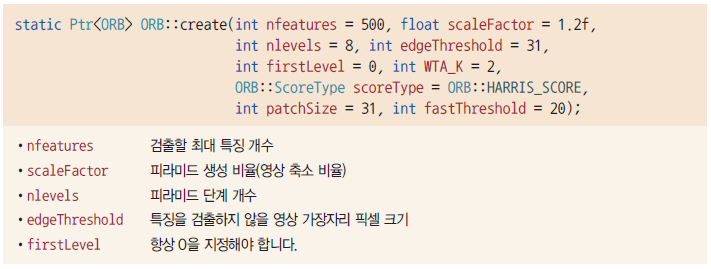 static Ptr<ORB> ORB::create(int nfeatures = 500, float scaleFactor = 1.2f,
int nlevels = 8, int edgeThreshold = 31,
int firstLevel = 0, int WTA_K = 2,
ORB::ScoreType scoreType = ORB::HARRIS_SCORE,
int patchSize = 31, int fastThreshold = 20);
• nfeatures 검출할 최대 특징 개수
• scaleFactor 피라미드 생성 비율(영상 축소 비율)
• nlevels 피라미드 단계 개수
• edgeThreshold 특징을 검출하지 않을 영상 가장자리 픽셀 크기
• firstLevel 항상 0을 지정해야 합니다.